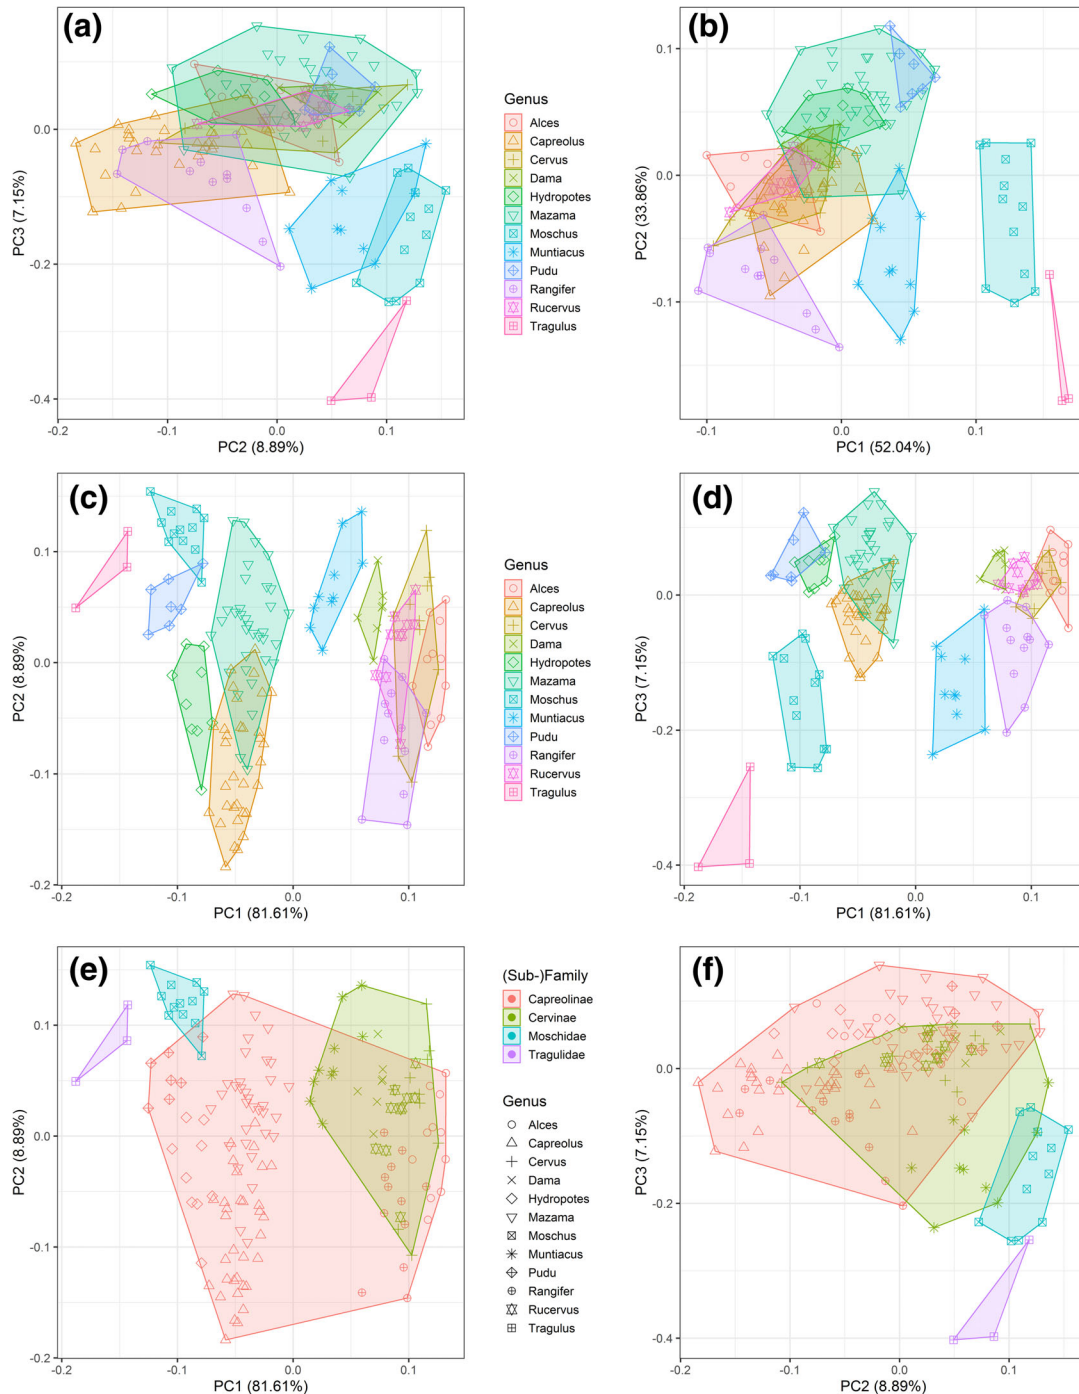 (a)
0.0
-0.2
-0.4
PC3 (7.15%)
-0.2
-0.1
0.0
0.1
PC2 (8.89%)
Genus
Alces
Capreolus
Cervus
Dama
Hydropotes
Mazama
Moschus
Muntiacus
Pudu
Rangifer
Rucervus
Tragulus
(b)
0.1
0.0
-0.1
PC2 (33.86%)
-0.1
0.0
0.1
PC1 (52.04%)
(c)
0.1
0.0
-0.1
-0.2
PC2 (8.89%)
-0.2
-0.1
0.0
0.1
PC1 (81.61%)
Genus
Alces
Capreolus
Cervus
Dama
Hydropotes
Mazama
Moschus
Muntiacus
Pudu
Rangifer
Rucervus
Tragulus
(d)
0.0
-0.2
-0.4
PC3 (7.15%)
-0.2
-0.1
0.0
0.1
PC1 (81.61%)
(e)
0.1
0.0
-0.1
-0.2
PC2 (8.89%)
-0.2
-0.1
0.0
0.1
PC1 (81.61%)
(Sub-)Family
Capreolinae
Cervinae
Moschidae
Tragulidae
Genus
Alces
Capreolus
Cervus
Dama
Hydropotes
Mazama
Moschus
Muntiacus
Pudu
Rangifer
Rucervus
Tragulus
(f)
0.0
-0.2
-0.4
PC3 (7.15%)
-0.2
-0.1
0.0
0.1
PC2 (8.89%)